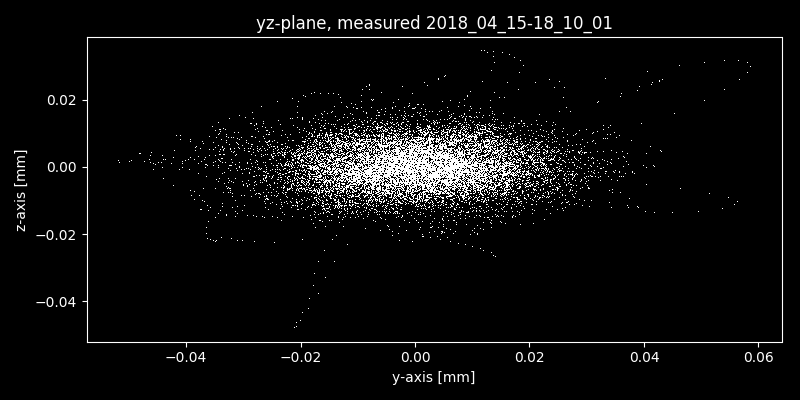 yz-plane, measured 2018_04_15-18_10_01
z-axis [mm]
0.02
0.00
−0.02
−0.04
−0.04 −0.02 0.00 0.02 0.04 0.06
y-axis [mm]